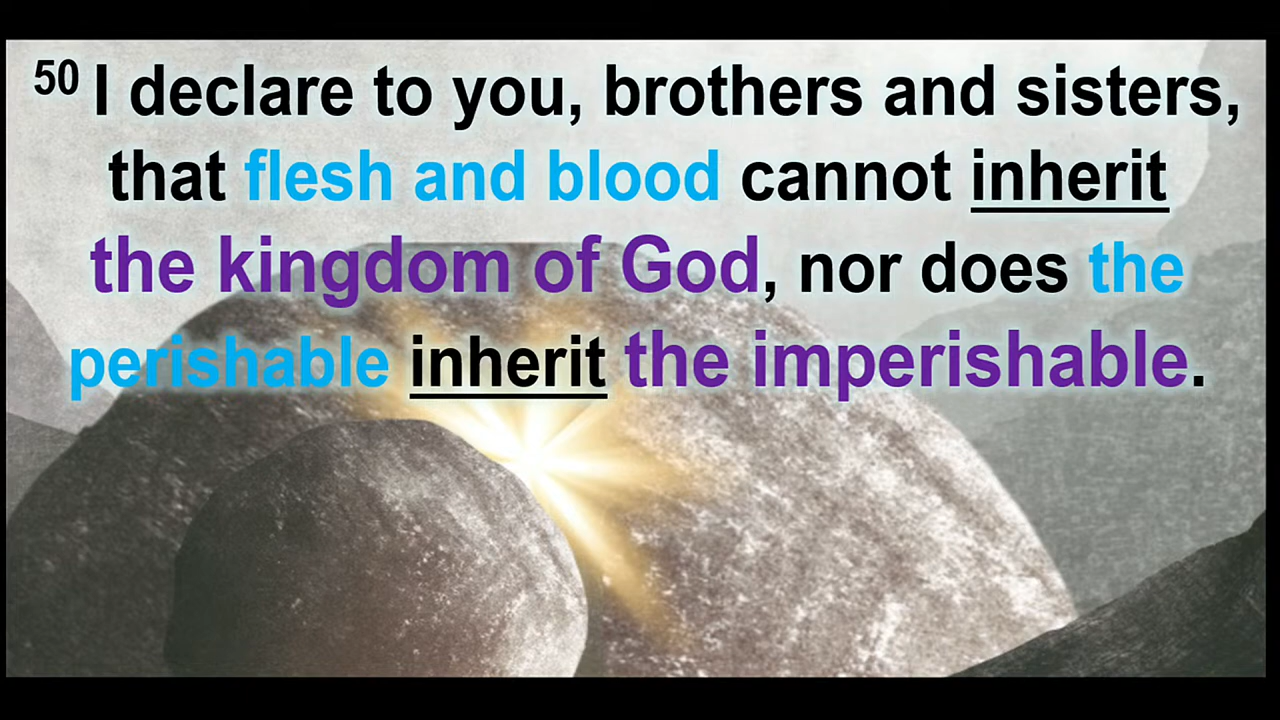 50 I declare to you, brothers and sisters,
that flesh and blood cannot inherit
the kingdom of God, nor does the
perishable inherit the imperishable.